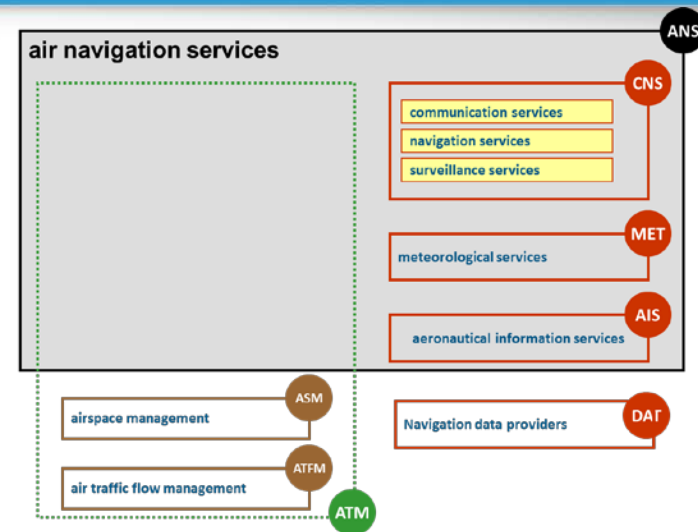 ANS
air navigation services
CNS
communication services
navigation services
surveillance services
MET
meteorological services
AIS
aeronautical information services
ASM
airspace management
DAT
Navigation data providers
ATFM
air traffic flow management
ATM